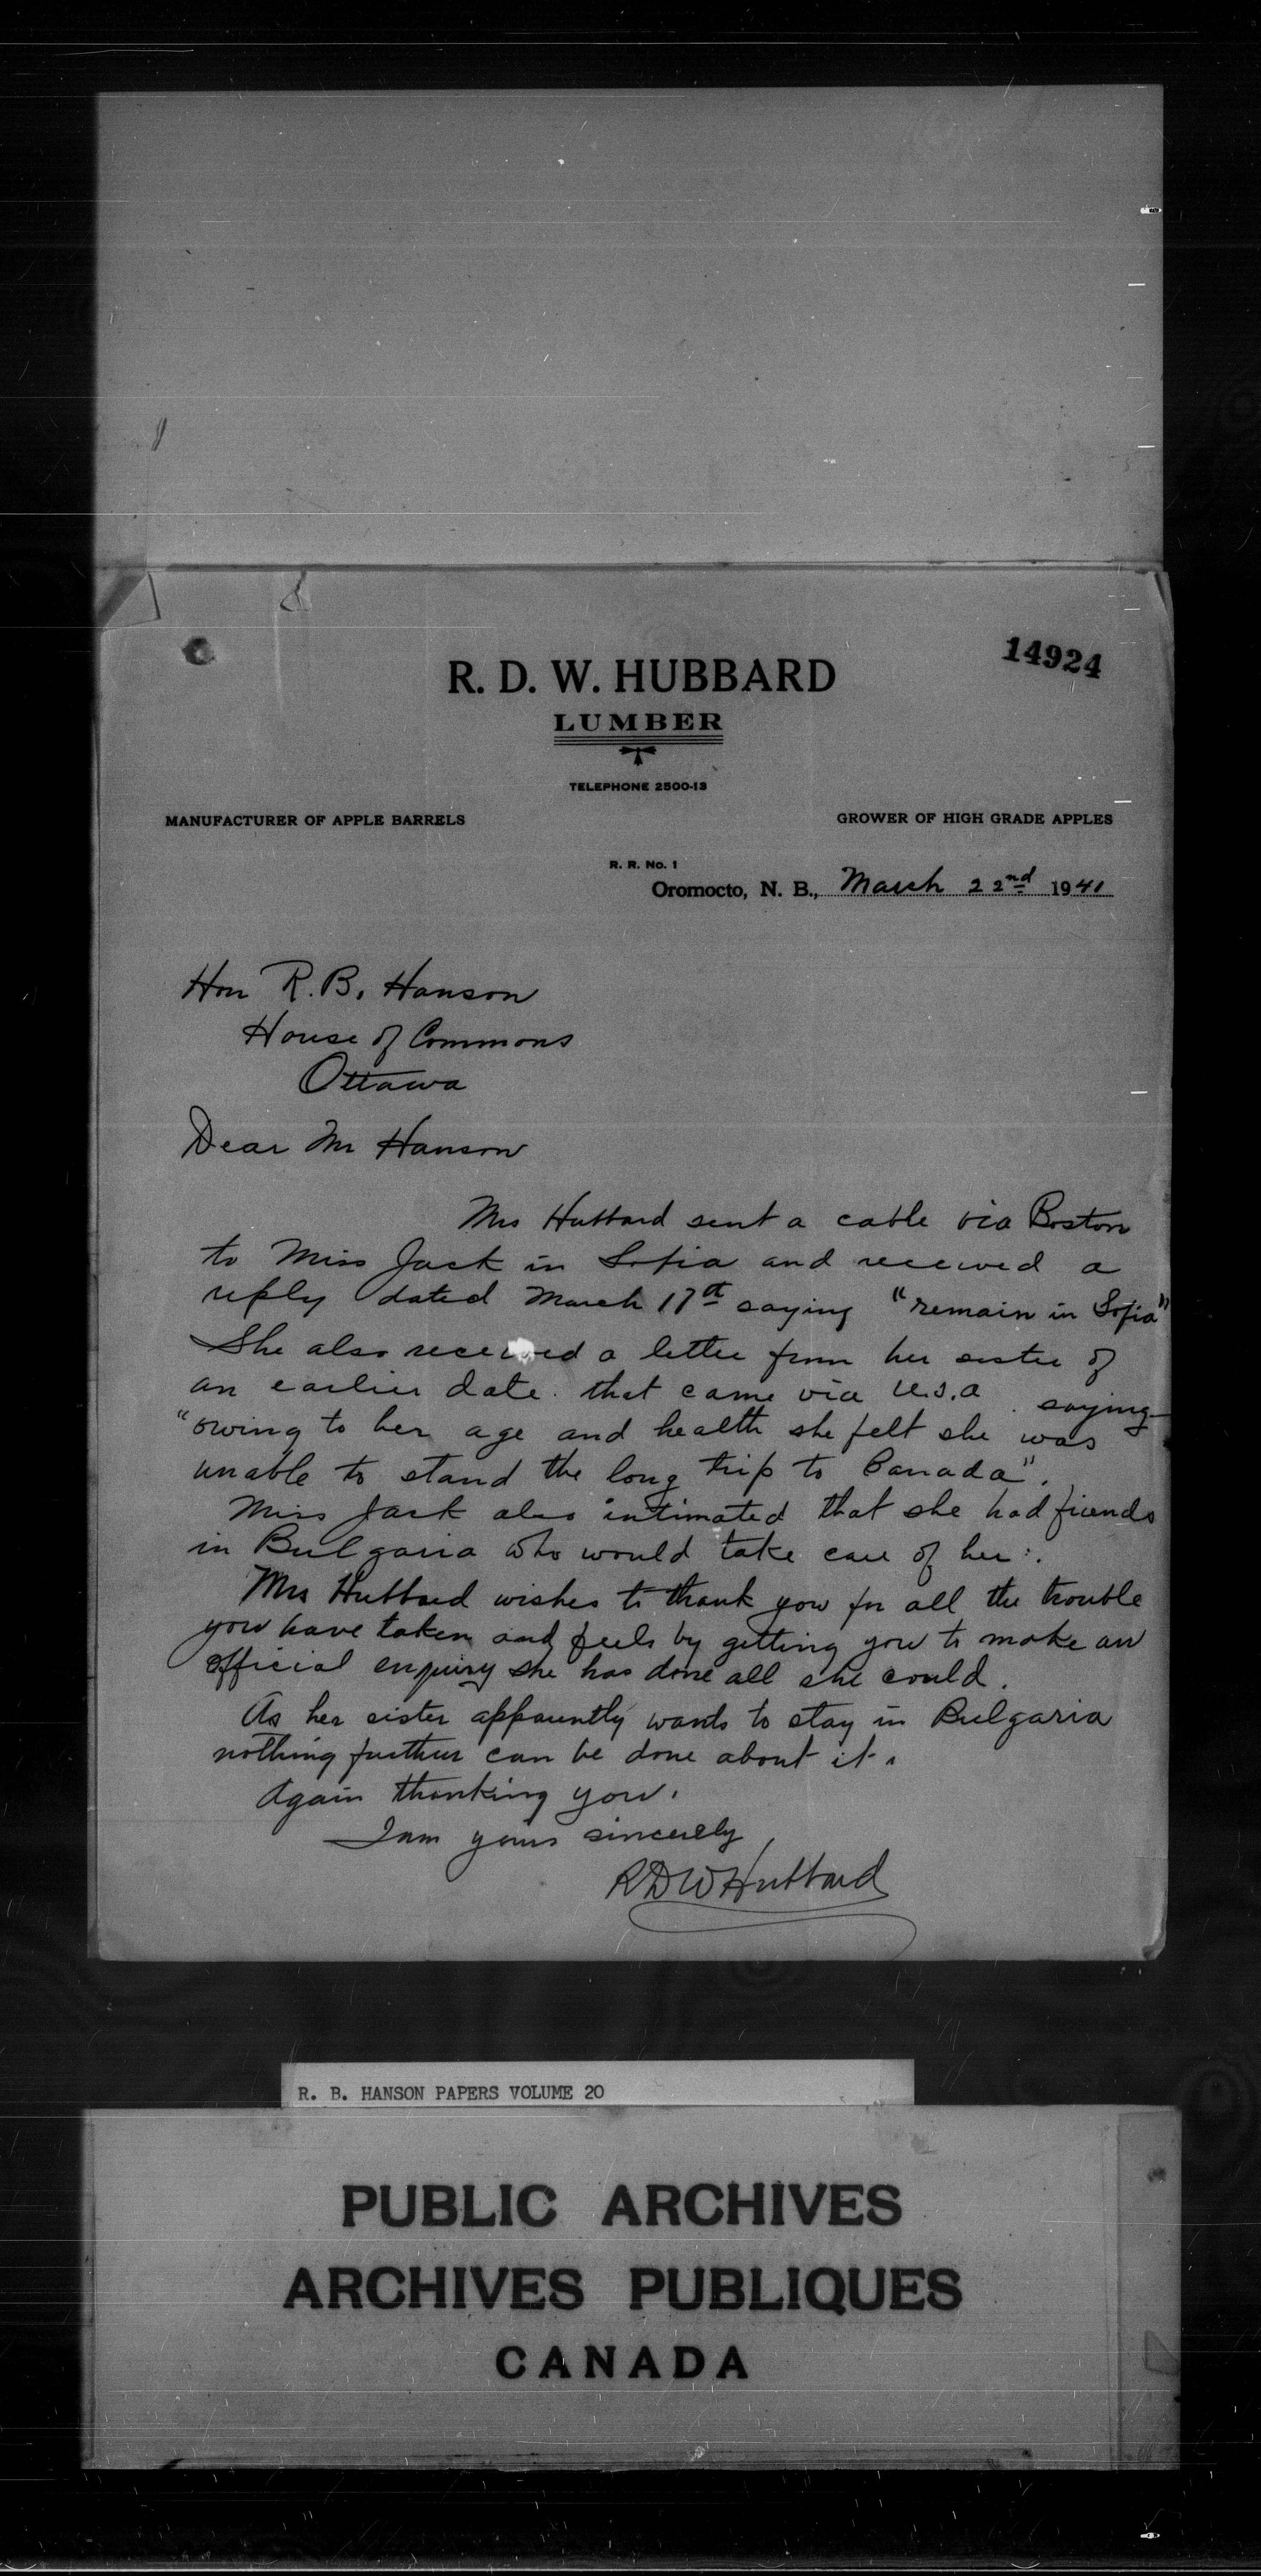 14924
R. D. W. HUBBARD
LUMBER
TELEPHONE 2500-13
MANUFACTURER OF APPLE BARRELS
GROWER OF HIGH GRADE APPLES
R. R. No. 1
Oromocto, N. B., March 22nd 1941
Hon R. B. Hanson
House of Commons
Ottawa
Dear Mr Hanson
Mrs Hubbard sent a cable via Boston
to Miss Jack in Sofia and received a
reply dated March 17th saying "remain in Sofia"
She also received a letter from her sister of
an earlier date. that came via U.S.A. saying
"owing to her age and health she felt she was
unable to stand the long trip to Canada".
Miss Jack also intimated that she had friends
in Bulgaria who would take care of her.
Mrs Hubbard wishes to thank you for all the trouble
you have taken and feels by getting you to make an
official enquiry she has done all she could.
As her sister apparently wants to stay in Bulgaria
nothing further can be done about it.
Again thanking you.
I am yours sincerely,
R D W Hubbard
R. B. HANSON PAPERS VOLUME 20
PUBLIC ARCHIVES
ARCHIVES PUBLIQUES
CANADA